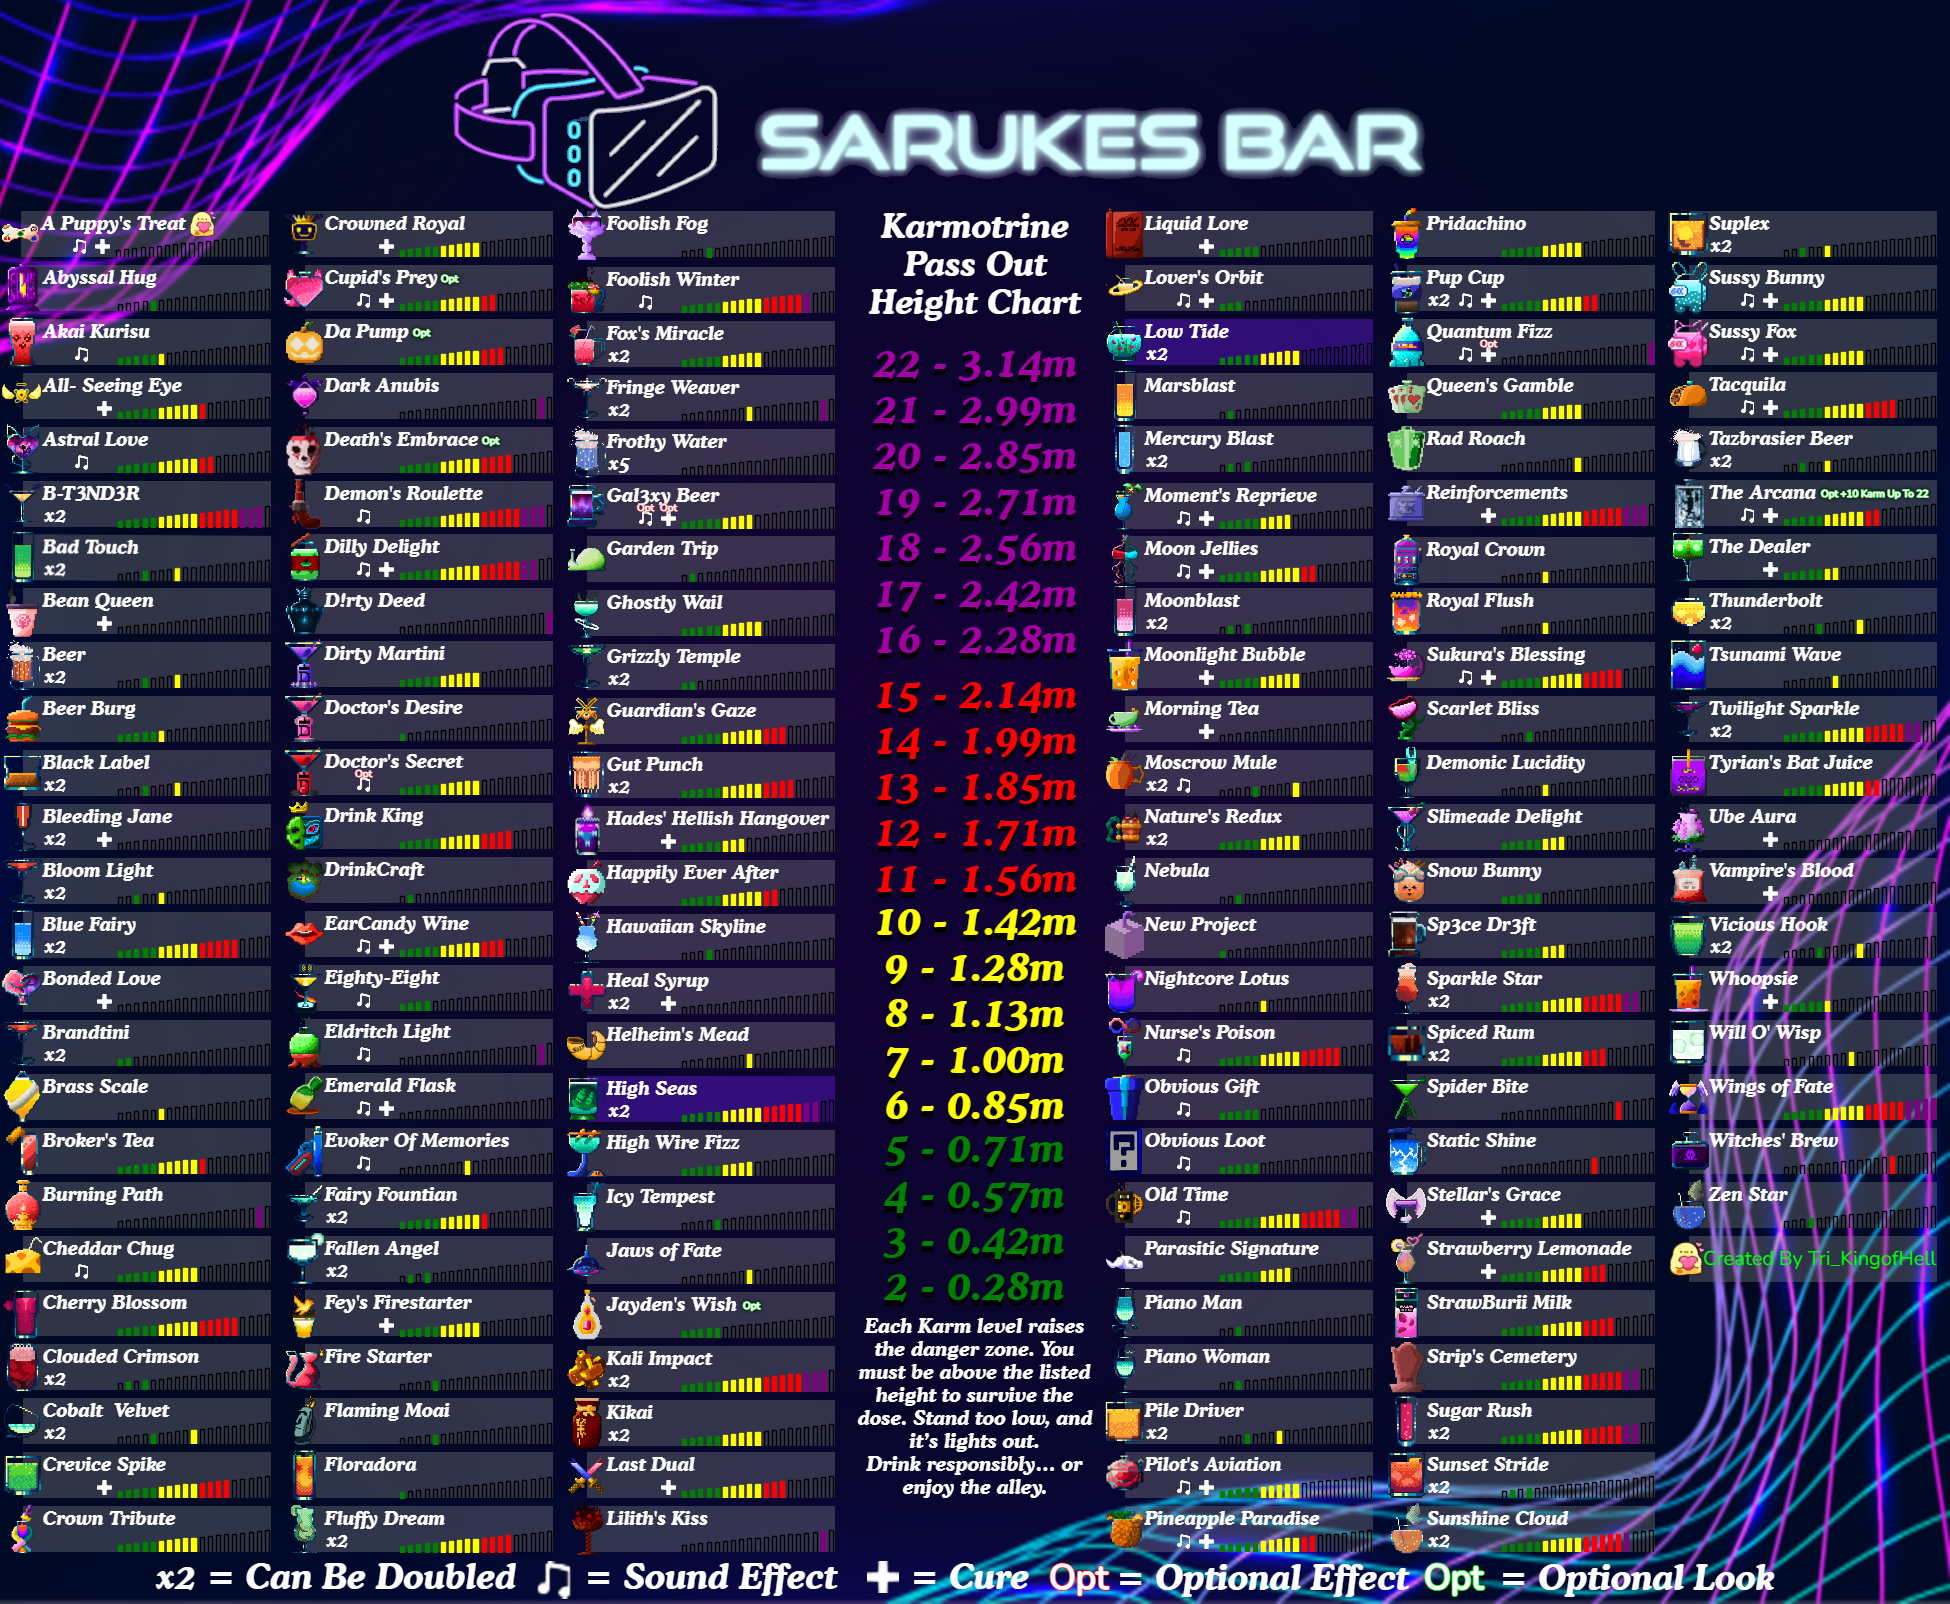 SARUKES BAR
A Puppy's Treat
Abyssal Hug
Akai Kurisu
All- Seeing Eye
Astral Love
B-T3ND3R
x2
Bad Touch
x2
Bean Queen
Beer
x2
Beer Burg
Black Label
x2
Bleeding Jane
x2
Bloom Light
x2
Blue Fairy
x2
Bonded Love
Brandtini
x2
Brass Scale
Broker's Tea
Burning Path
Cheddar Chug
Cherry Blossom
Clouded Crimson
x2
Cobalt Velvet
x2
Crevice Spike
Crown Tribute
Crowned Royal
Cupid's Prey Opt
Da Pump Opt
Dark Anubis
Death's Embrace Opt
Demon's Roulette
Dilly Delight
D!rty Deed
Dirty Martini
Doctor's Desire
Doctor's Secret
Opt
Drink King
DrinkCraft
EarCandy Wine
Eighty-Eight
Eldritch Light
Emerald Flask
Evoker Of Memories
Fairy Fountian
x2
Fallen Angel
x2
Fey's Firestarter
Fire Starter
Flaming Moai
Floradora
Fluffy Dream
x2
Foolish Fog
Foolish Winter
Fox's Miracle
x2
Fringe Weaver
x2
Frothy Water
x5
Gal3xy Beer
Opt Opt
Garden Trip
Ghostly Wail
Grizzly Temple
x2
Guardian's Gaze
Gut Punch
x2
Hades' Hellish Hangover
Happily Ever After
Hawaiian Skyline
Heal Syrup
x2
Helheim's Mead
High Seas
x2
High Wire Fizz
Icy Tempest
Jaws of Fate
Jayden's Wish Opt
Kali Impact
x2
Kikai
x2
Last Dual
Lilith's Kiss
Karmotrine
Pass Out
Height Chart
22 - 3.14m
21 - 2.99m
20 - 2.85m
19 - 2.71m
18 - 2.56m
17 - 2.42m
16 - 2.28m
15 - 2.14m
14 - 1.99m
13 - 1.85m
12 - 1.71m
11 - 1.56m
10 - 1.42m
9 - 1.28m
8 - 1.13m
7 - 1.00m
6 - 0.85m
5 - 0.71m
4 - 0.57m
3 - 0.42m
2 - 0.28m
Each Karm level raises
the danger zone. You
must be above the listed
height to survive the
dose. Stand too low, and
it's lights out.
Drink responsibly... or
enjoy the alley.
Liquid Lore
Lover's Orbit
Low Tide
x2
Marsblast
x2
Mercury Blast
x2
Moment's Reprieve
Moon Jellies
Moonblast
x2
Moonlight Bubble
Morning Tea
Moscrow Mule
x2
Nature's Redux
x2
Nebula
New Project
Nightcore Lotus
Nurse's Poison
Obvious Gift
Obvious Loot
Old Time
Parasitic Signature
Piano Man
Piano Woman
Pile Driver
x2
Pilot's Aviation
Pineapple Paradise
Pridachino
Pup Cup
x2
Quantum Fizz
Opt
Queen's Gamble
Rad Roach
Reinforcements
Royal Crown
Royal Flush
Sukura's Blessing
Scarlet Bliss
Demonic Lucidity
Slimeade Delight
Snow Bunny
Sp3ce Dr3ft
Sparkle Star
x2
Spiced Rum
x2
Spider Bite
Static Shine
Stellar's Grace
Strawberry Lemonade
StrawBurii Milk
Strip's Cemetery
Sugar Rush
x2
Sunset Stride
x2
Sunshine Cloud
x2
Suplex
x2
Sussy Bunny
Sussy Fox
Tacquila
Tazbrasier Beer
x2
The Arcana Opt +10 Karm Up To 22
The Dealer
Thunderbolt
x2
Tsunami Wave
Twilight Sparkle
x2
Tyrian's Bat Juice
Ube Aura
Vampire's Blood
Vicious Hook
x2
Whoopsie
Will O' Wisp
Wings of Fate
Witches' Brew
Zen Star
Created By Tri_KingofHell
x2 = Can Be Doubled = Sound Effect = Cure Opt = Optional Effect Opt = Optional Look